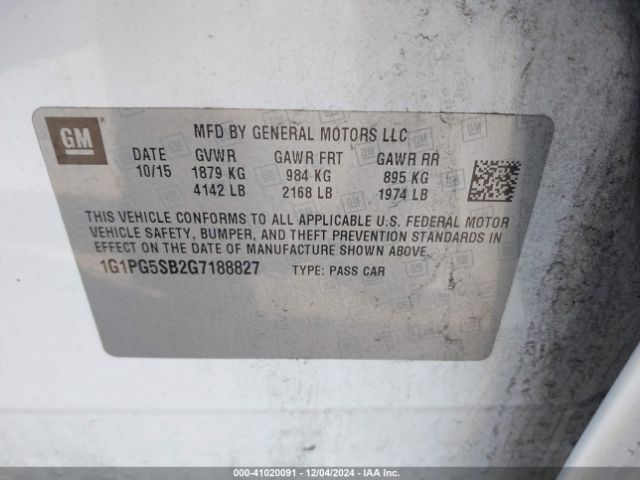 GM
MFD BY GENERAL MOTORS LLC
DATE GVWR GAWR FRT GAWR RR
10/15 1879 KG 984 KG 895 KG
4142 LB 2168 LB 1974 LB
THIS VEHICLE CONFORMS TO ALL APPLICABLE U.S. FEDERAL MOTOR
VEHICLE SAFETY, BUMPER, AND THEFT PREVENTION STANDARDS IN
EFFECT ON THE DATE OF MANUFACTURE SHOWN ABOVE.
1G1PG5SB2G7188827 TYPE: PASS CAR
000-41020091 - 12/04/2024 - IAA Inc.